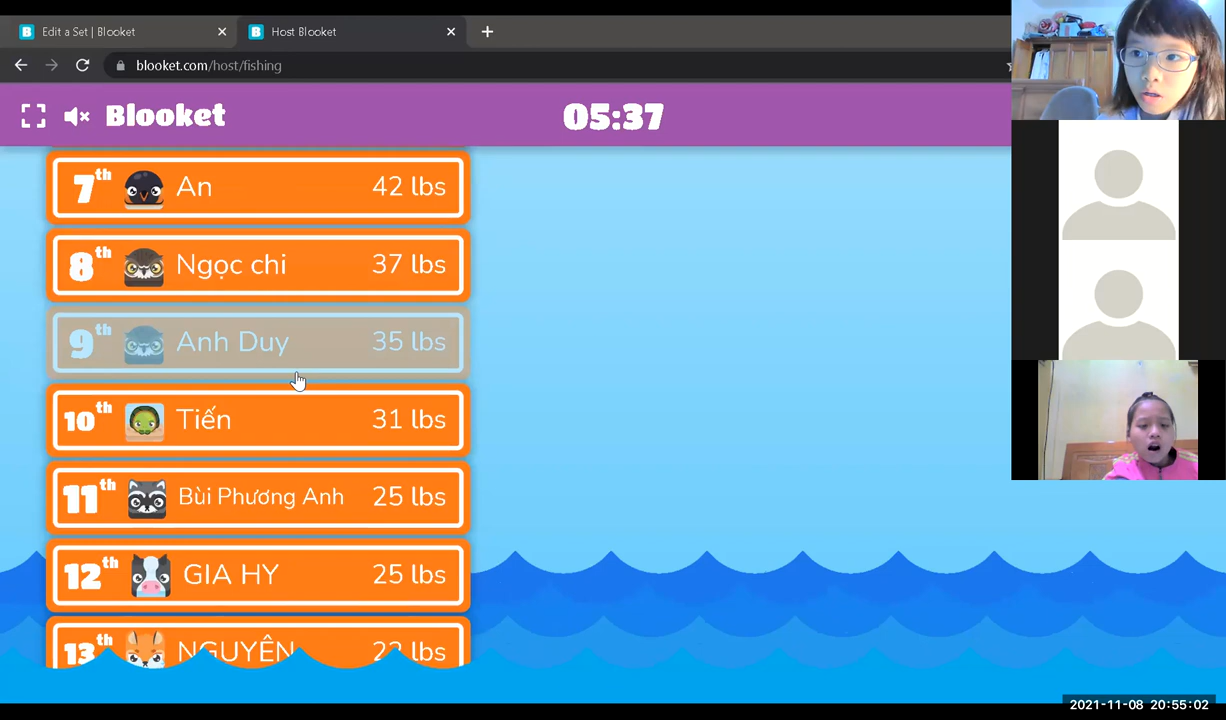 Edit a Set | Blooket
Host Blooket
blooket.com/host/fishing
Blooket
05:37
7th An 42 lbs
8th Ngọc chi 37 lbs
9th Anh Duy 35 lbs
10th Tiến 31 lbs
11th Bùi Phương Anh 25 lbs
12th GIA HY 25 lbs
13th NGUYÊN lbs
2021-11-08 20:55:02